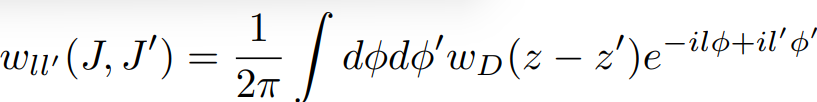 w_{ll'}(J, J') = \frac{1}{2\pi} \int d\phi d\phi' w_D(z - z') e^{-il\phi + il'\phi'}